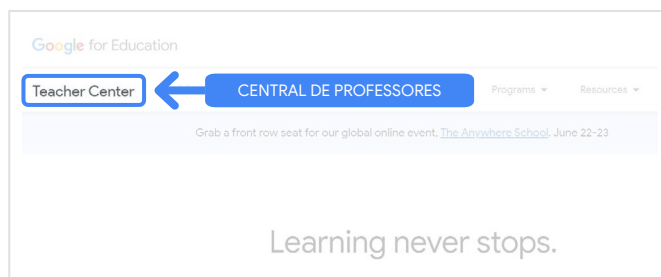 Google for Education
Teacher Center
CENTRAL DE PROFESSORES
Programs
Resources
Grab a front row seat for our global online event, The Anywhere School. June 22-23
Learning never stops.